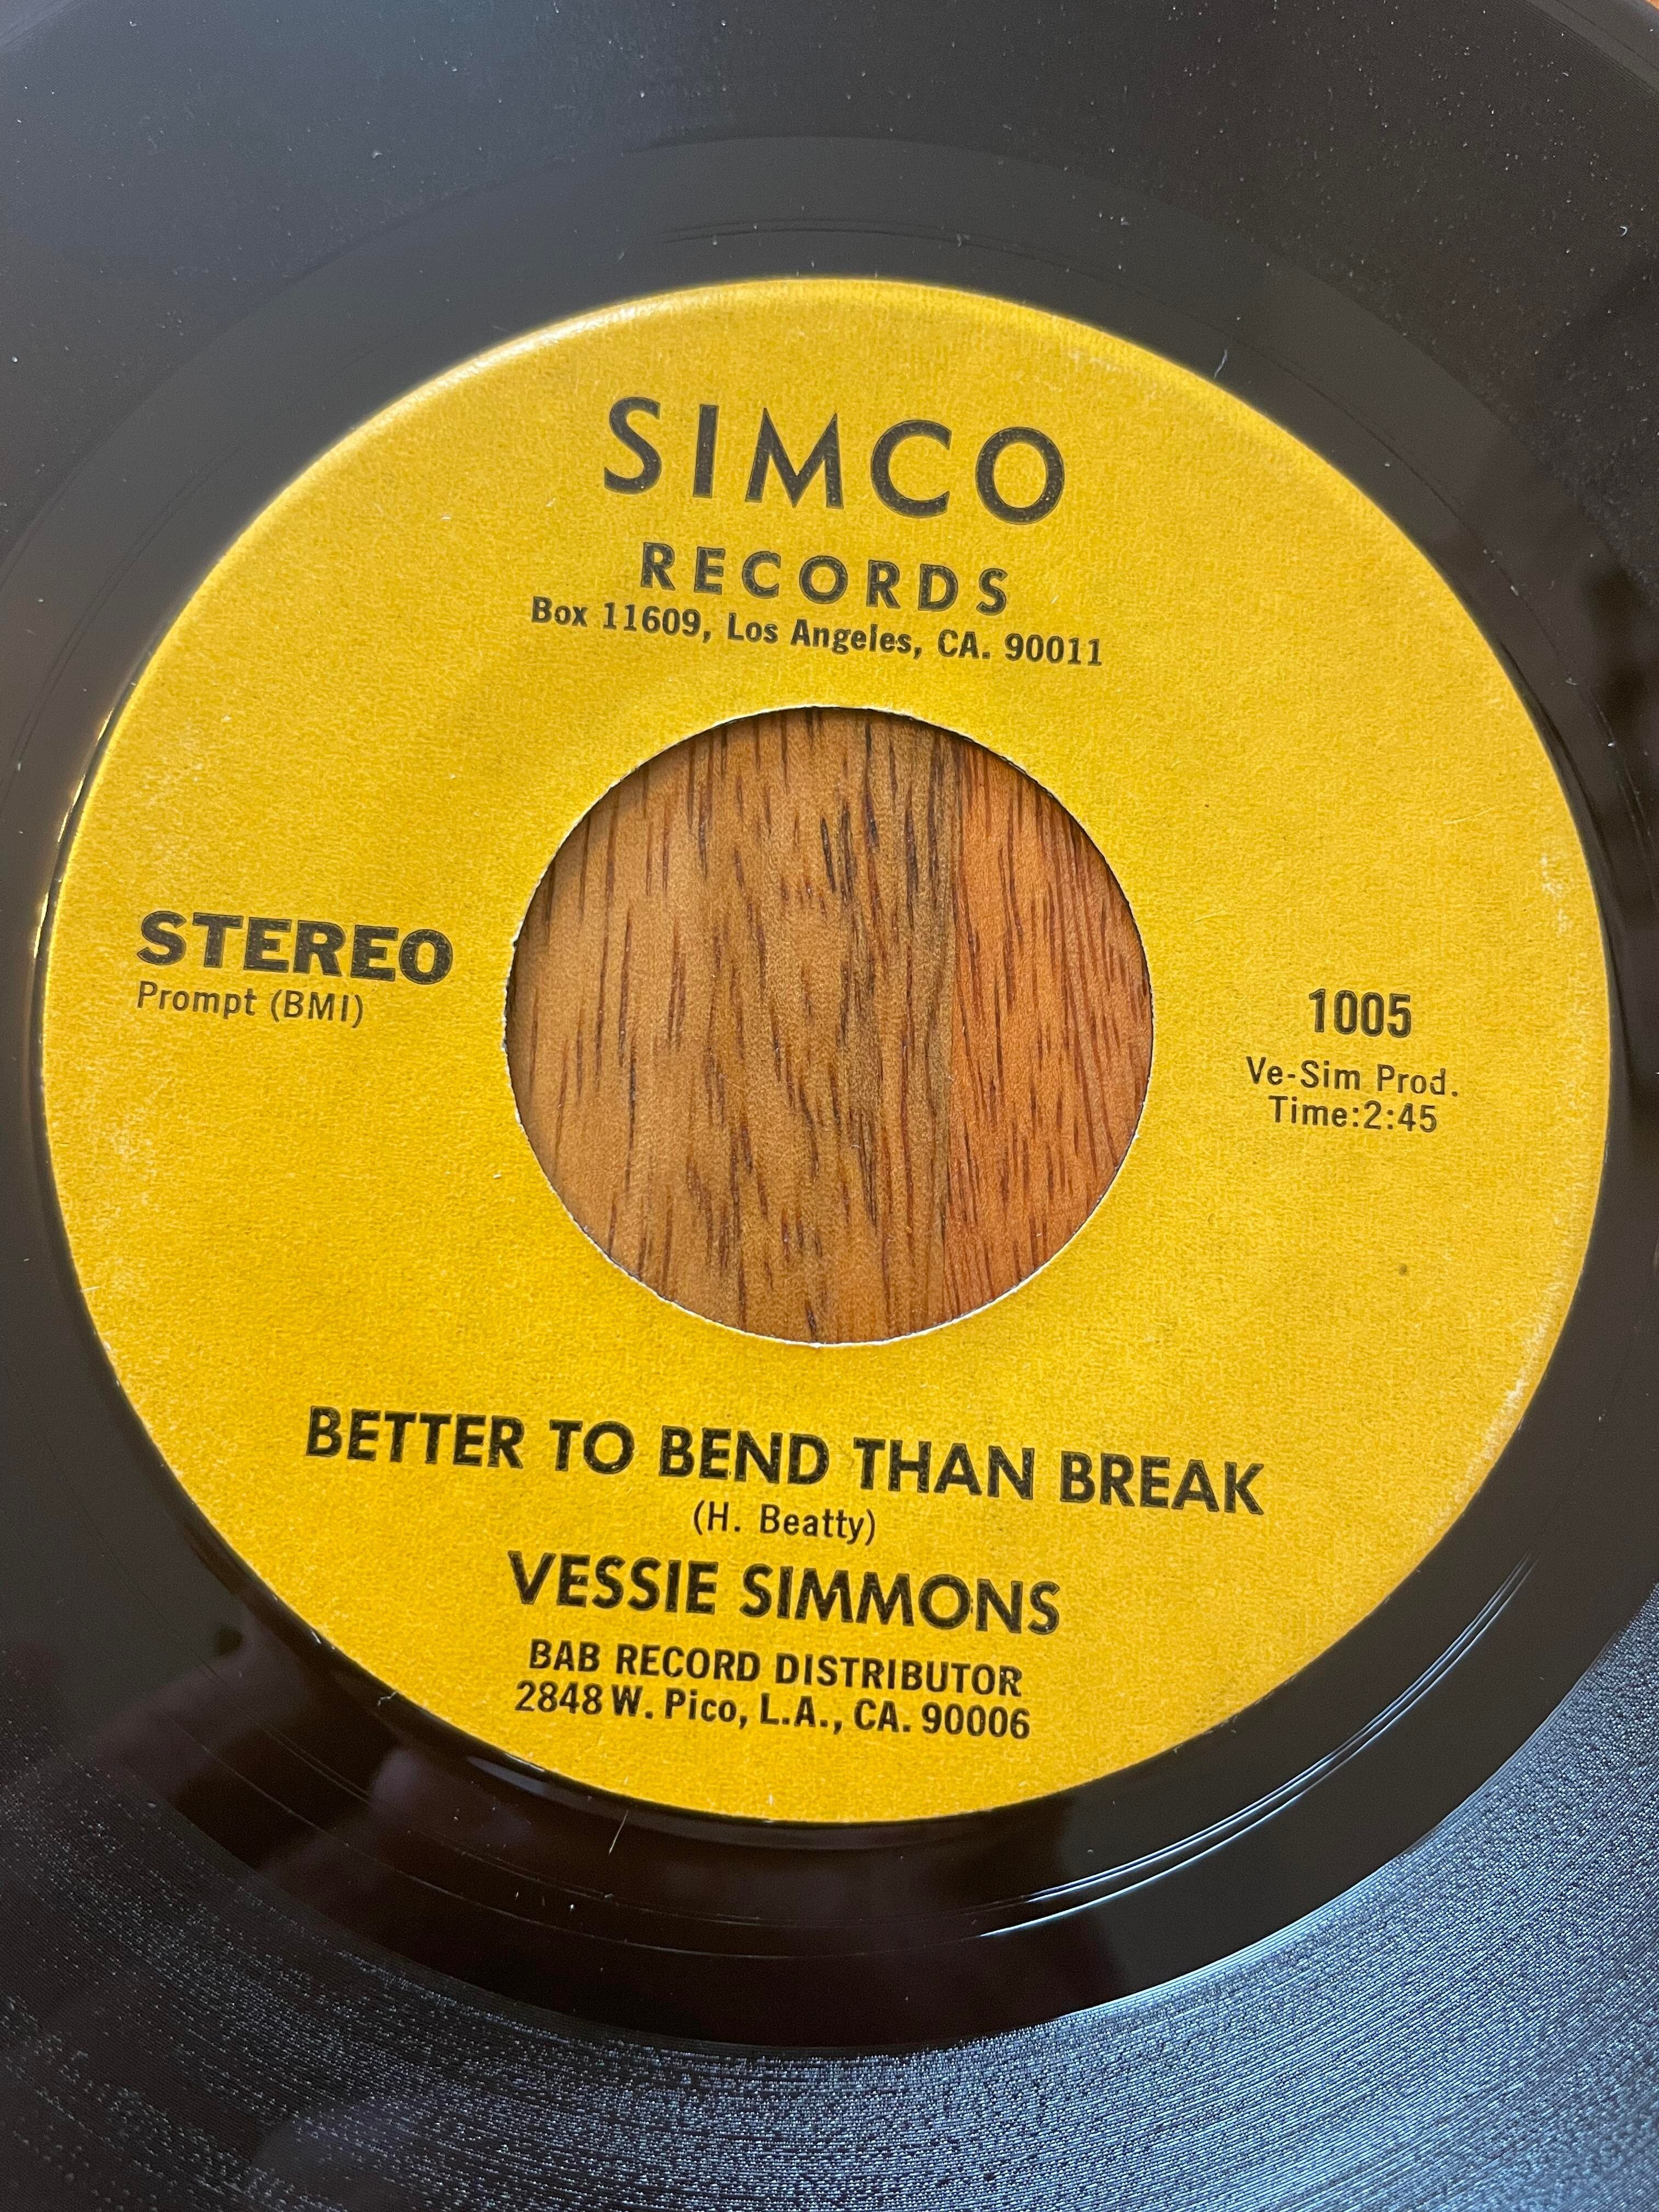 SIMCO
RECORDS
Box 11609, Los Angeles, CA. 90011
STEREO
Prompt (BMI)
1005
Ve-Sim Prod.
Time:2:45
BETTER TO BEND THAN BREAK
(H. Beatty)
VESSIE SIMMONS
BAB RECORD DISTRIBUTOR
2848 W. Pico, L.A., CA. 90006